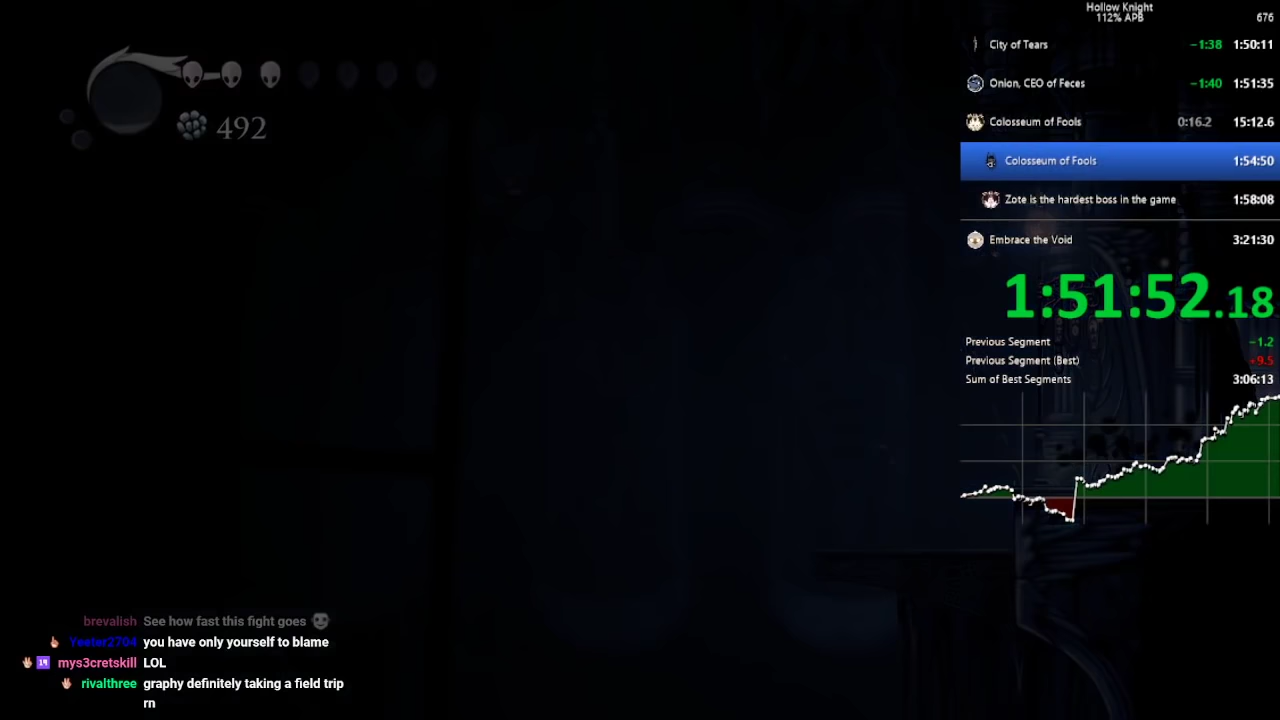 Hollow Knight
112% APB
676
City of Tears −1:38 1:50:11
Onion, CEO of Feces −1:40 1:51:35
Colosseum of Fools 0:16.2 15:12.6
Colosseum of Fools 1:54:50
Zote is the hardest boss in the game 1:58:08
Embrace the Void 3:21:30
1:51:52.18
Previous Segment −1.2
Previous Segment (Best) +9.5
Sum of Best Segments 3:06:13
492
brevalish See how fast this fight goes
Yeeter2704 you have only yourself to blame
19 mys3cretskill LOL
rivalthree graphy definitely taking a field trip
rn